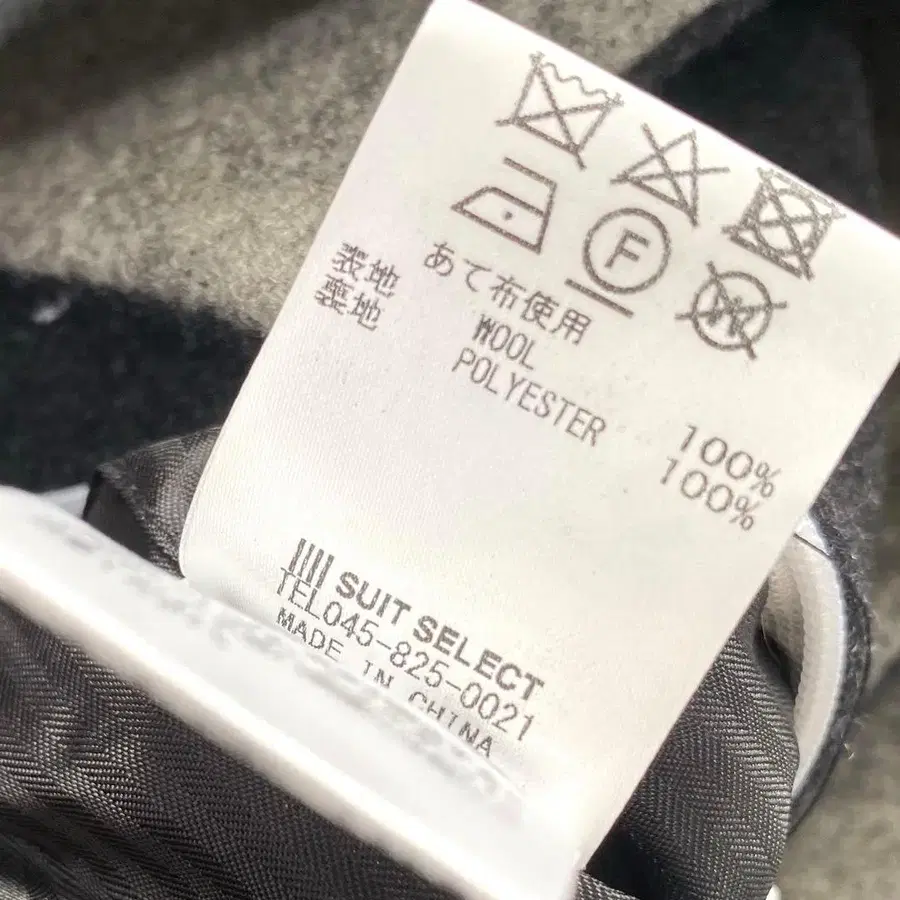 F
W
あて布使用
表地 WOOL 100%
裏地 POLYESTER 100%
SUIT SELECT
TEL045-825-0021
MADE IN CHINA